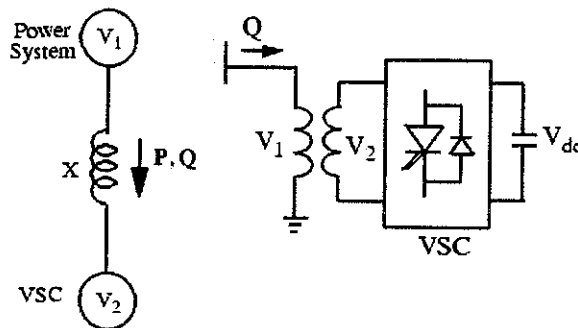 Power
System
V1
X
P, Q
VSC
V2
Q
V1
V2
Vdc
VSC